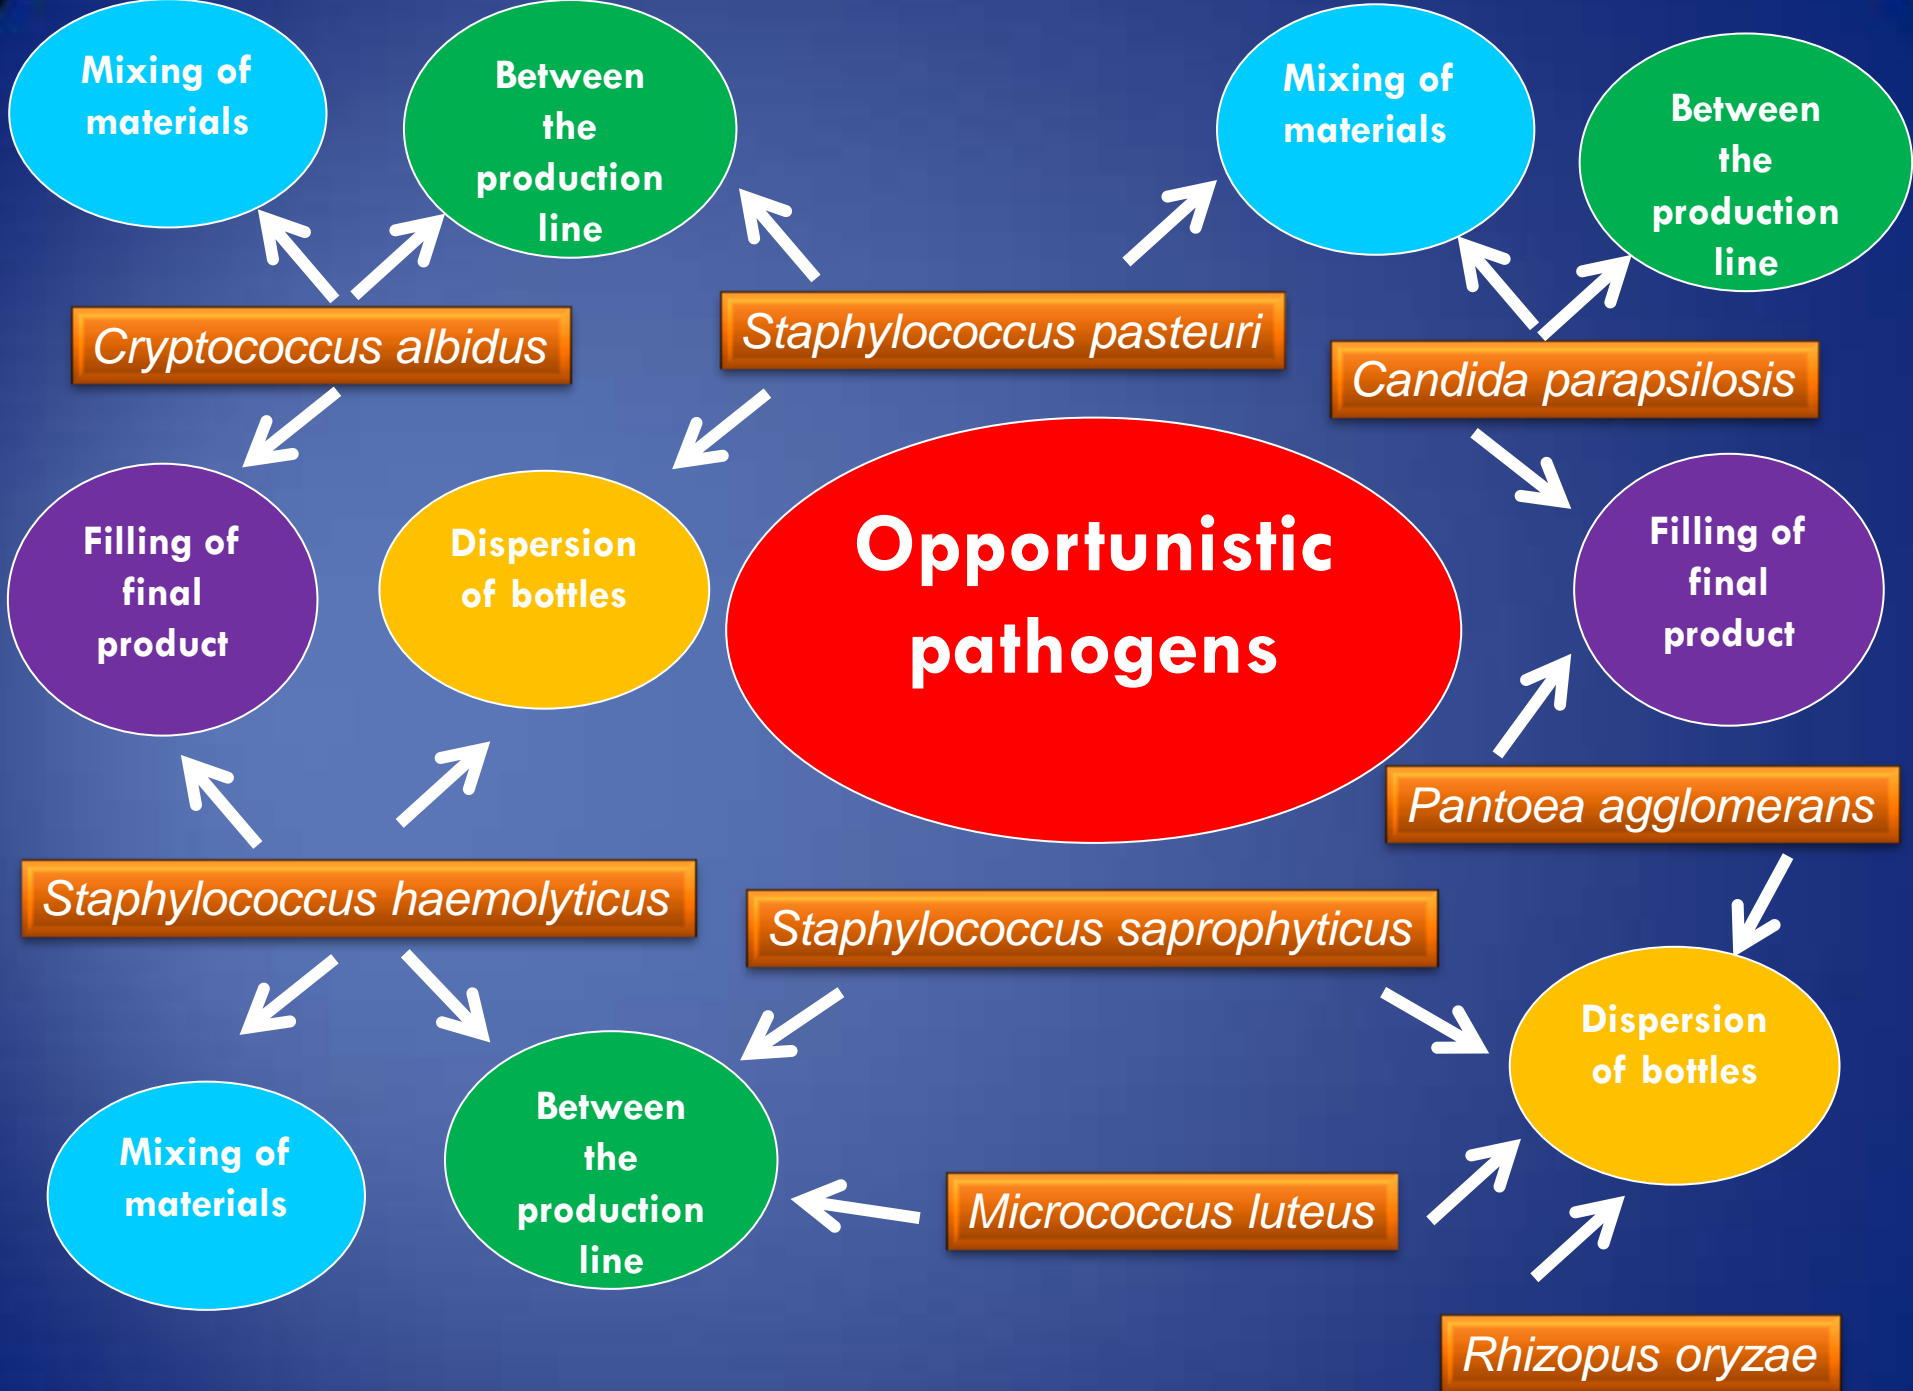 Mixing of
materials
Between
the
production
line
Mixing of
materials
Between
the
production
line
Cryptococcus albidus
Staphylococcus pasteuri
Candida parapsilosis
Filling of
final
product
Dispersion
of bottles
Opportunistic
pathogens
Filling of
final
product
Pantoea agglomerans
Staphylococcus haemolyticus
Staphylococcus saprophyticus
Dispersion
of bottles
Mixing of
materials
Between
the
production
line
Micrococcus luteus
Rhizopus oryzae